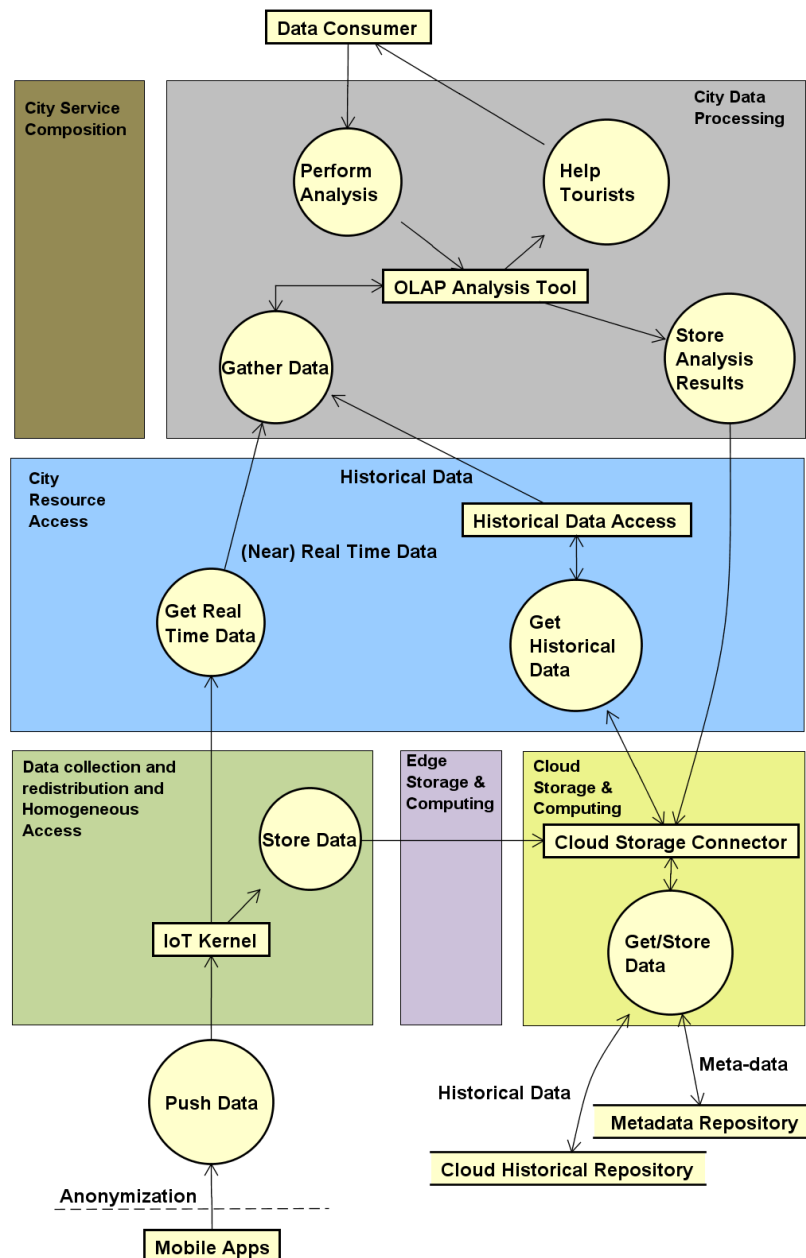 Data Consumer
City Service
Composition
City Data
Processing
Perform
Analysis
Help
Tourists
OLAP Analysis Tool
Gather Data
Store
Analysis
Results
City
Resource
Access
Historical Data
Historical Data Access
(Near) Real Time Data
Get Real
Time Data
Get
Historical
Data
Data collection and
redistribution and
Homogeneous
Access
Edge
Storage &
Computing
Cloud
Storage &
Computing
Store Data
Cloud Storage Connector
IoT Kernel
Get/Store
Data
Push Data
Meta-data
Historical Data
Metadata Repository
Cloud Historical Repository
Anonymization
Mobile Apps